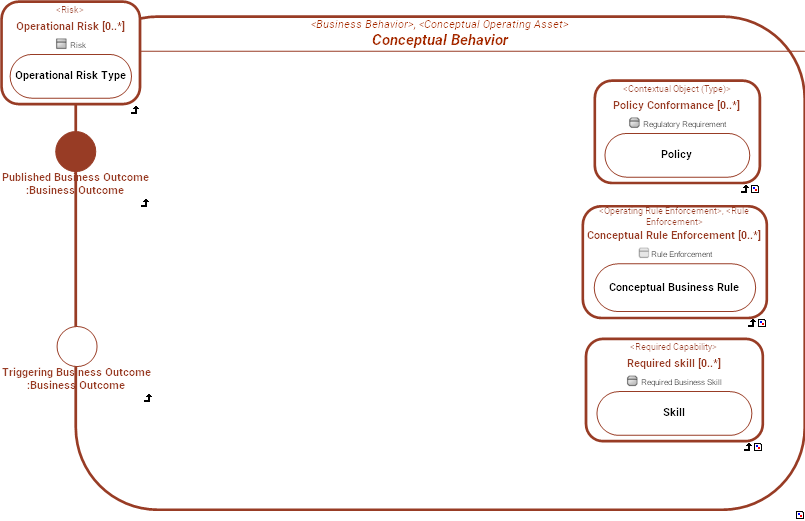 <Risk>
Operational Risk [0..*]
Risk
Operational Risk Type
<Business Behavior>, <Conceptual Operating Asset>
Conceptual Behavior
Published Business Outcome
:Business Outcome
Triggering Business Outcome
:Business Outcome
<Contextual Object (Type)>
Policy Conformance [0..*]
Regulatory Requirement
Policy
<Operating Rule Enforcement>, <Rule
Enforcement>
Conceptual Rule Enforcement [0..*]
Rule Enforcement
Conceptual Business Rule
<Required Capability>
Required skill [0..*]
Required Business Skill
Skill